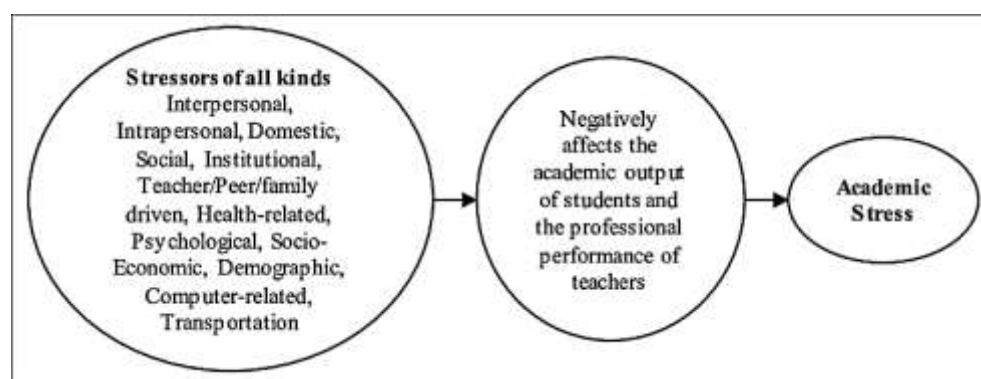 Stressors of all kinds
Interpersonal,
Intrapersonal, Domestic,
Social, Institutional,
Teacher/Peer/family
driven, Health-related,
Psychological, Socio-
Economic, Demographic,
Computer-related,
Transportation
Negatively
affects the
academic output
of students and
the professional
performance of
teachers
Academic
Stress